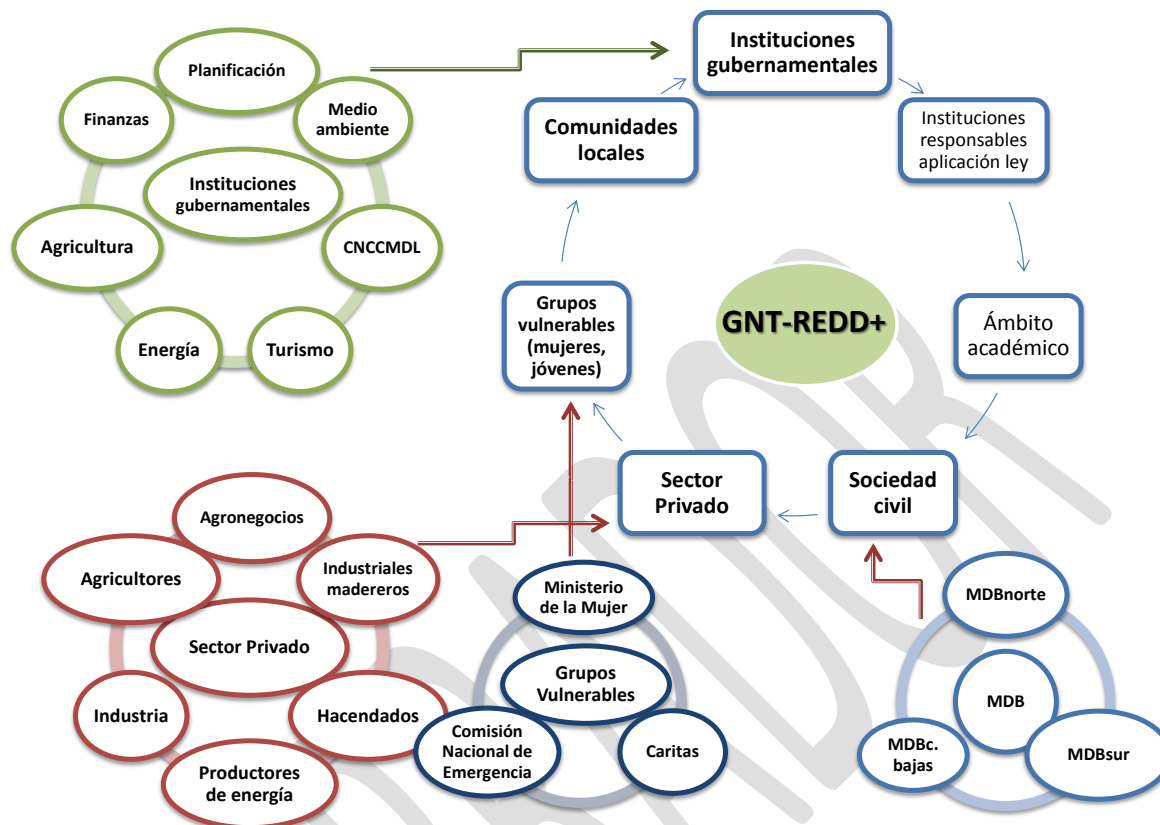 Planificación
Finanzas
Medio
ambiente
Instituciones
gubernamentales
Agricultura
CNCCMDL
Energía
Turismo
Instituciones
gubernamentales
Comunidades
locales
Instituciones
responsables
aplicación ley
Grupos
vulnerables
(mujeres,
jóvenes)
GNT-REDD+
Ámbito
académico
Sector
Privado
Sociedad
civil
Agronegocios
Agricultores
Industriales
madereros
Sector Privado
Industria
Hacendados
Productores
de energía
Ministerio
de la Mujer
Grupos
Vulnerables
Comisión
Nacional de
Emergencia
Caritas
MDBnorte
MDB
MDBc.
bajas
MDBsur